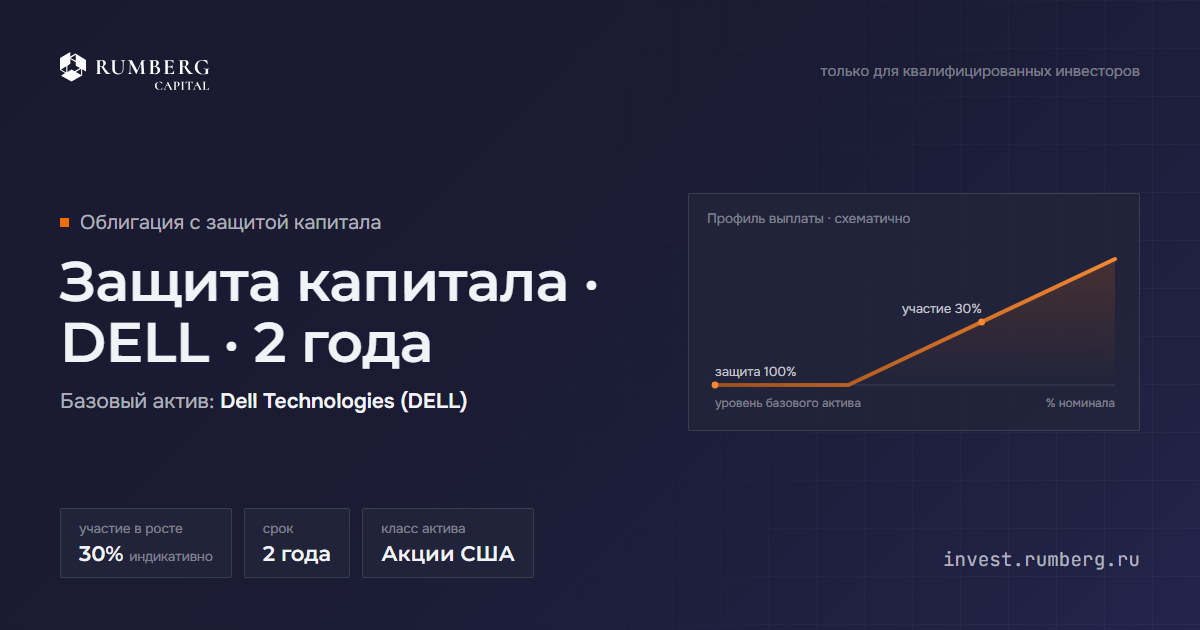 RUMBERG
CAPITAL
только для квалифицированных инвесторов
Облигация с защитой капитала
Защита капитала ·
DELL · 2 года
Базовый актив: Dell Technologies (DELL)
Профиль выплаты · схематично
участие 30%
защита 100%
уровень базового актива
% номинала
участие в росте
30% индикативно
срок
2 года
класс актива
Акции США
invest.rumberg.ru